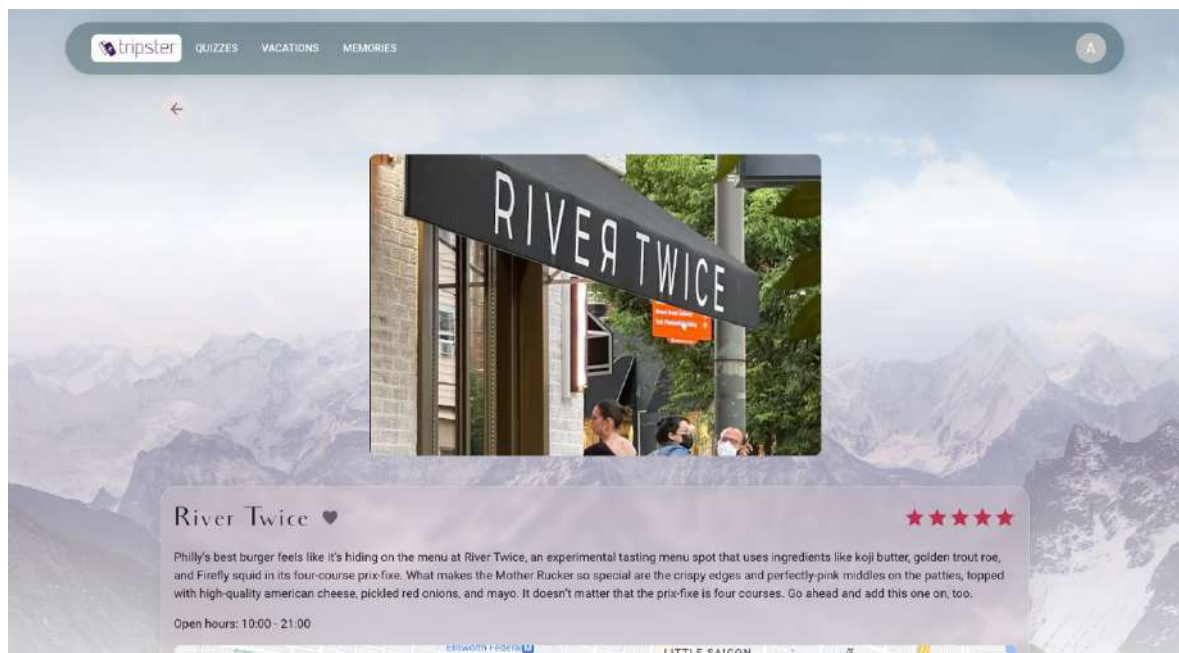 tripster QUIZZES VACATIONS MEMORIES A
RIVEЯ TWICE
River Twice
Philly's best burger feels like it's hiding on the menu at River Twice, an experimental tasting menu spot that uses ingredients like koji butter, golden trout roe,
and Firefly squid in its four-course prix-fixe. What makes the Mother Rucker so special are the crispy edges and perfectly-pink middles on the patties, topped
with high-quality american cheese, pickled red onions, and mayo. It doesn't matter that the prix-fixe is four courses. Go ahead and add this one on, too.
Open hours: 10:00 - 21:00
Ellsworth Federal
LITTLE SAIGON